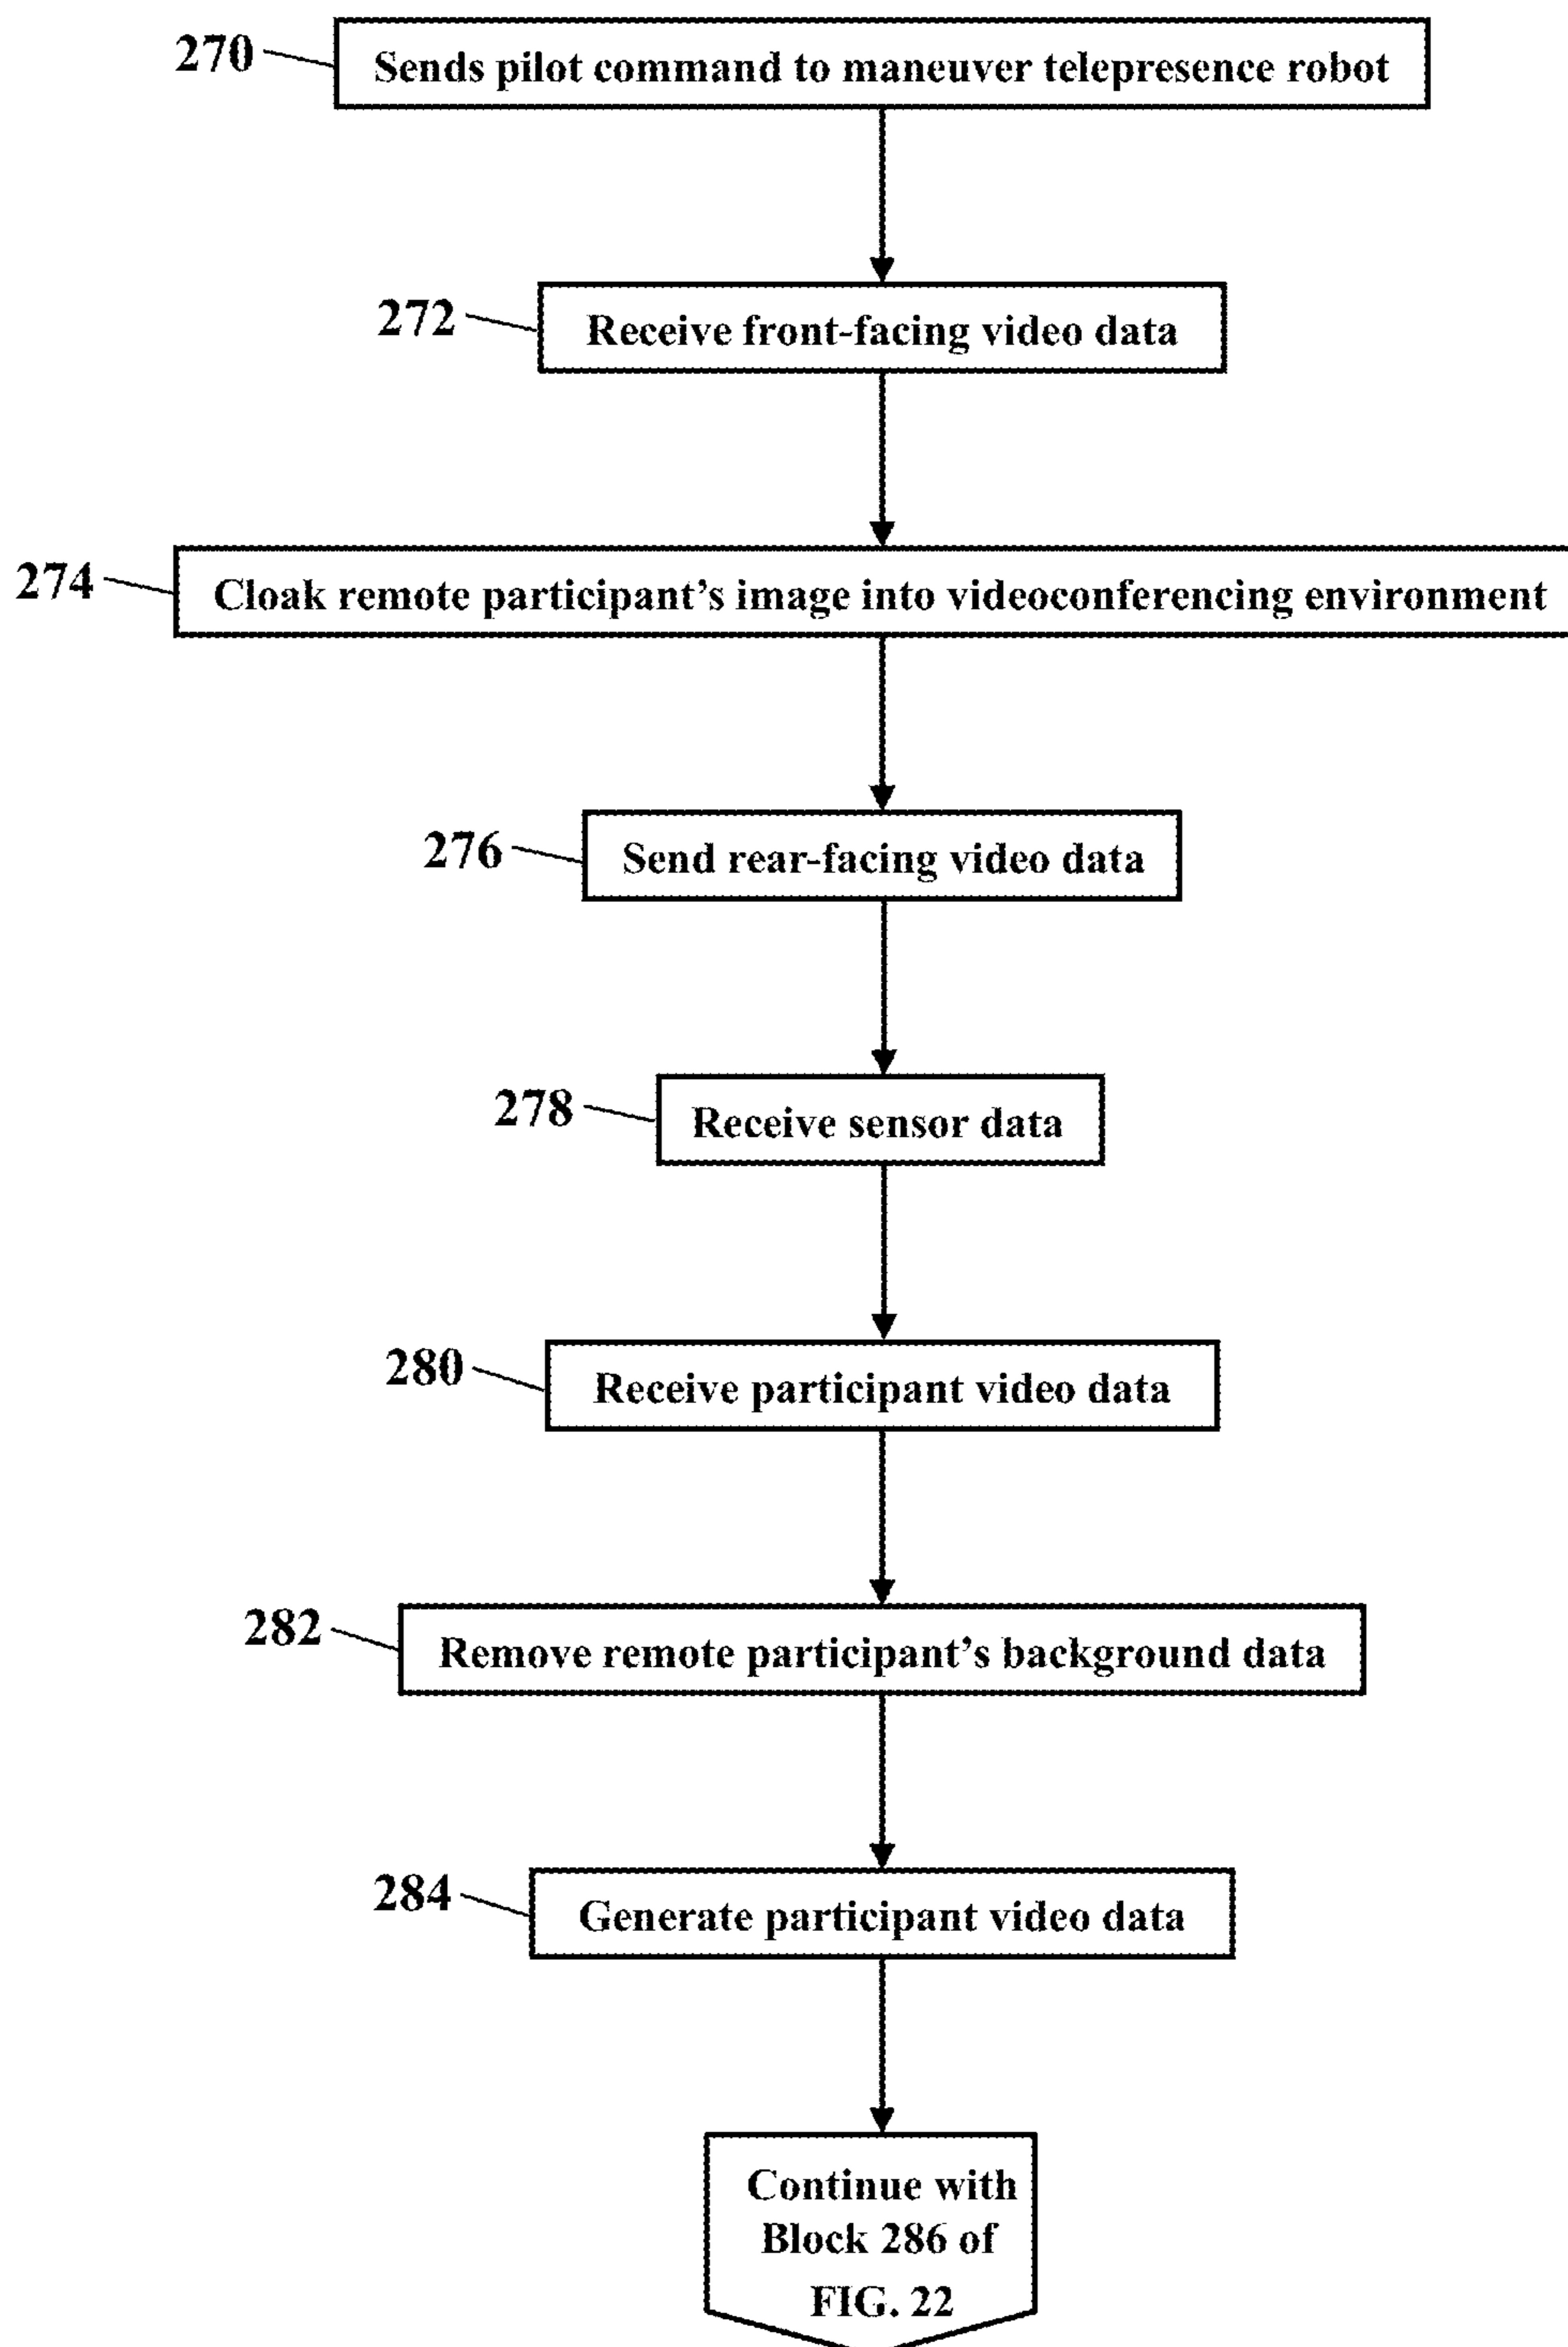 270
Sends pilot command to maneuver telepresence robot
272
Receive front-facing video data
274
Cloak remote participant’s image into videoconferencing environment
276
Send rear-facing video data
278
Receive sensor data
280
Receive participant video data
282
Remove remote participant’s background data
284
Generate participant video data
Continue with
Block 286 of
FIG. 22